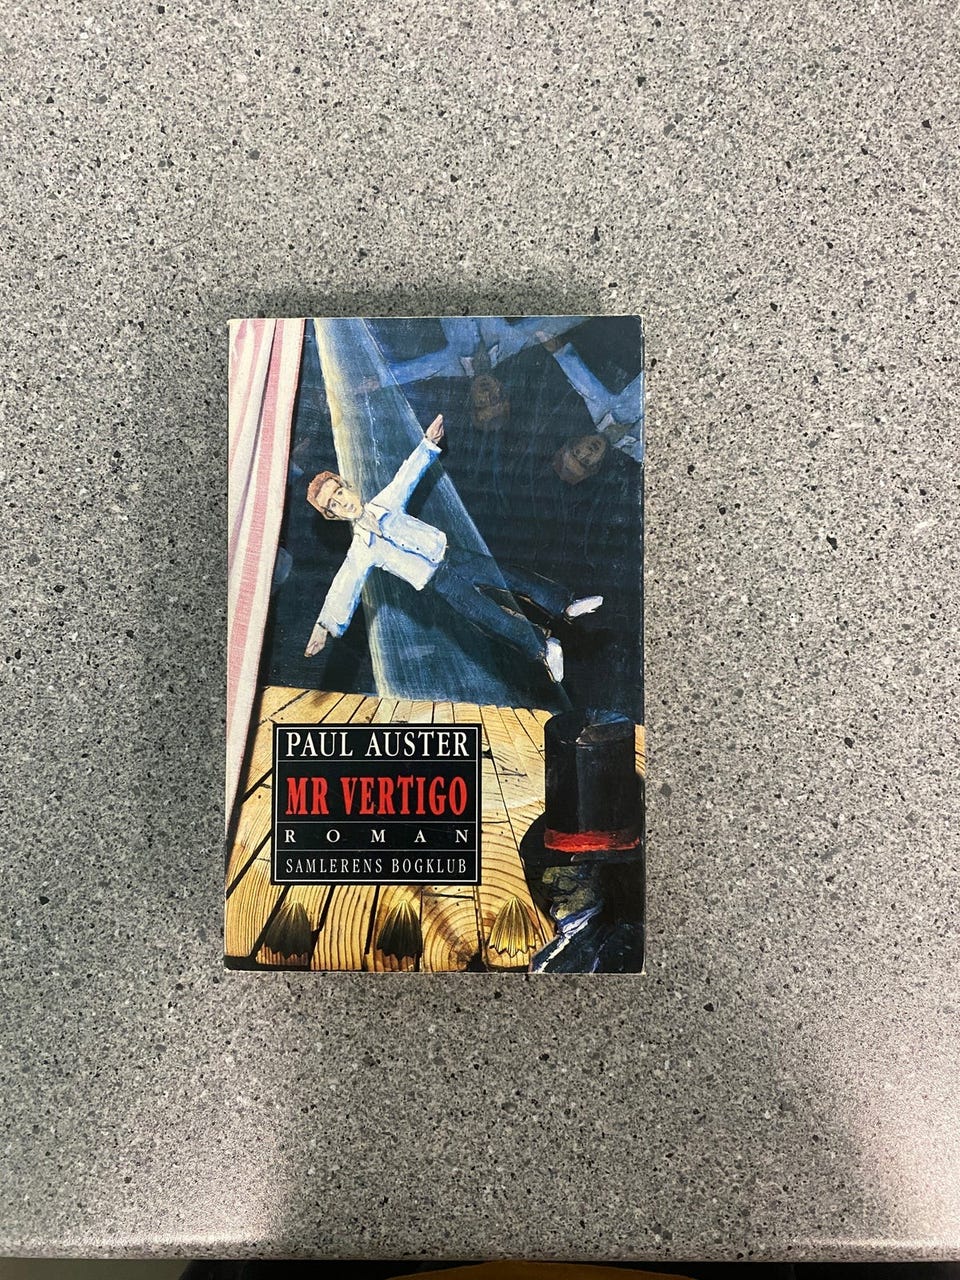 PAUL AUSTER
MR VERTIGO
ROMAN
SAMLERENS BOGKLUB